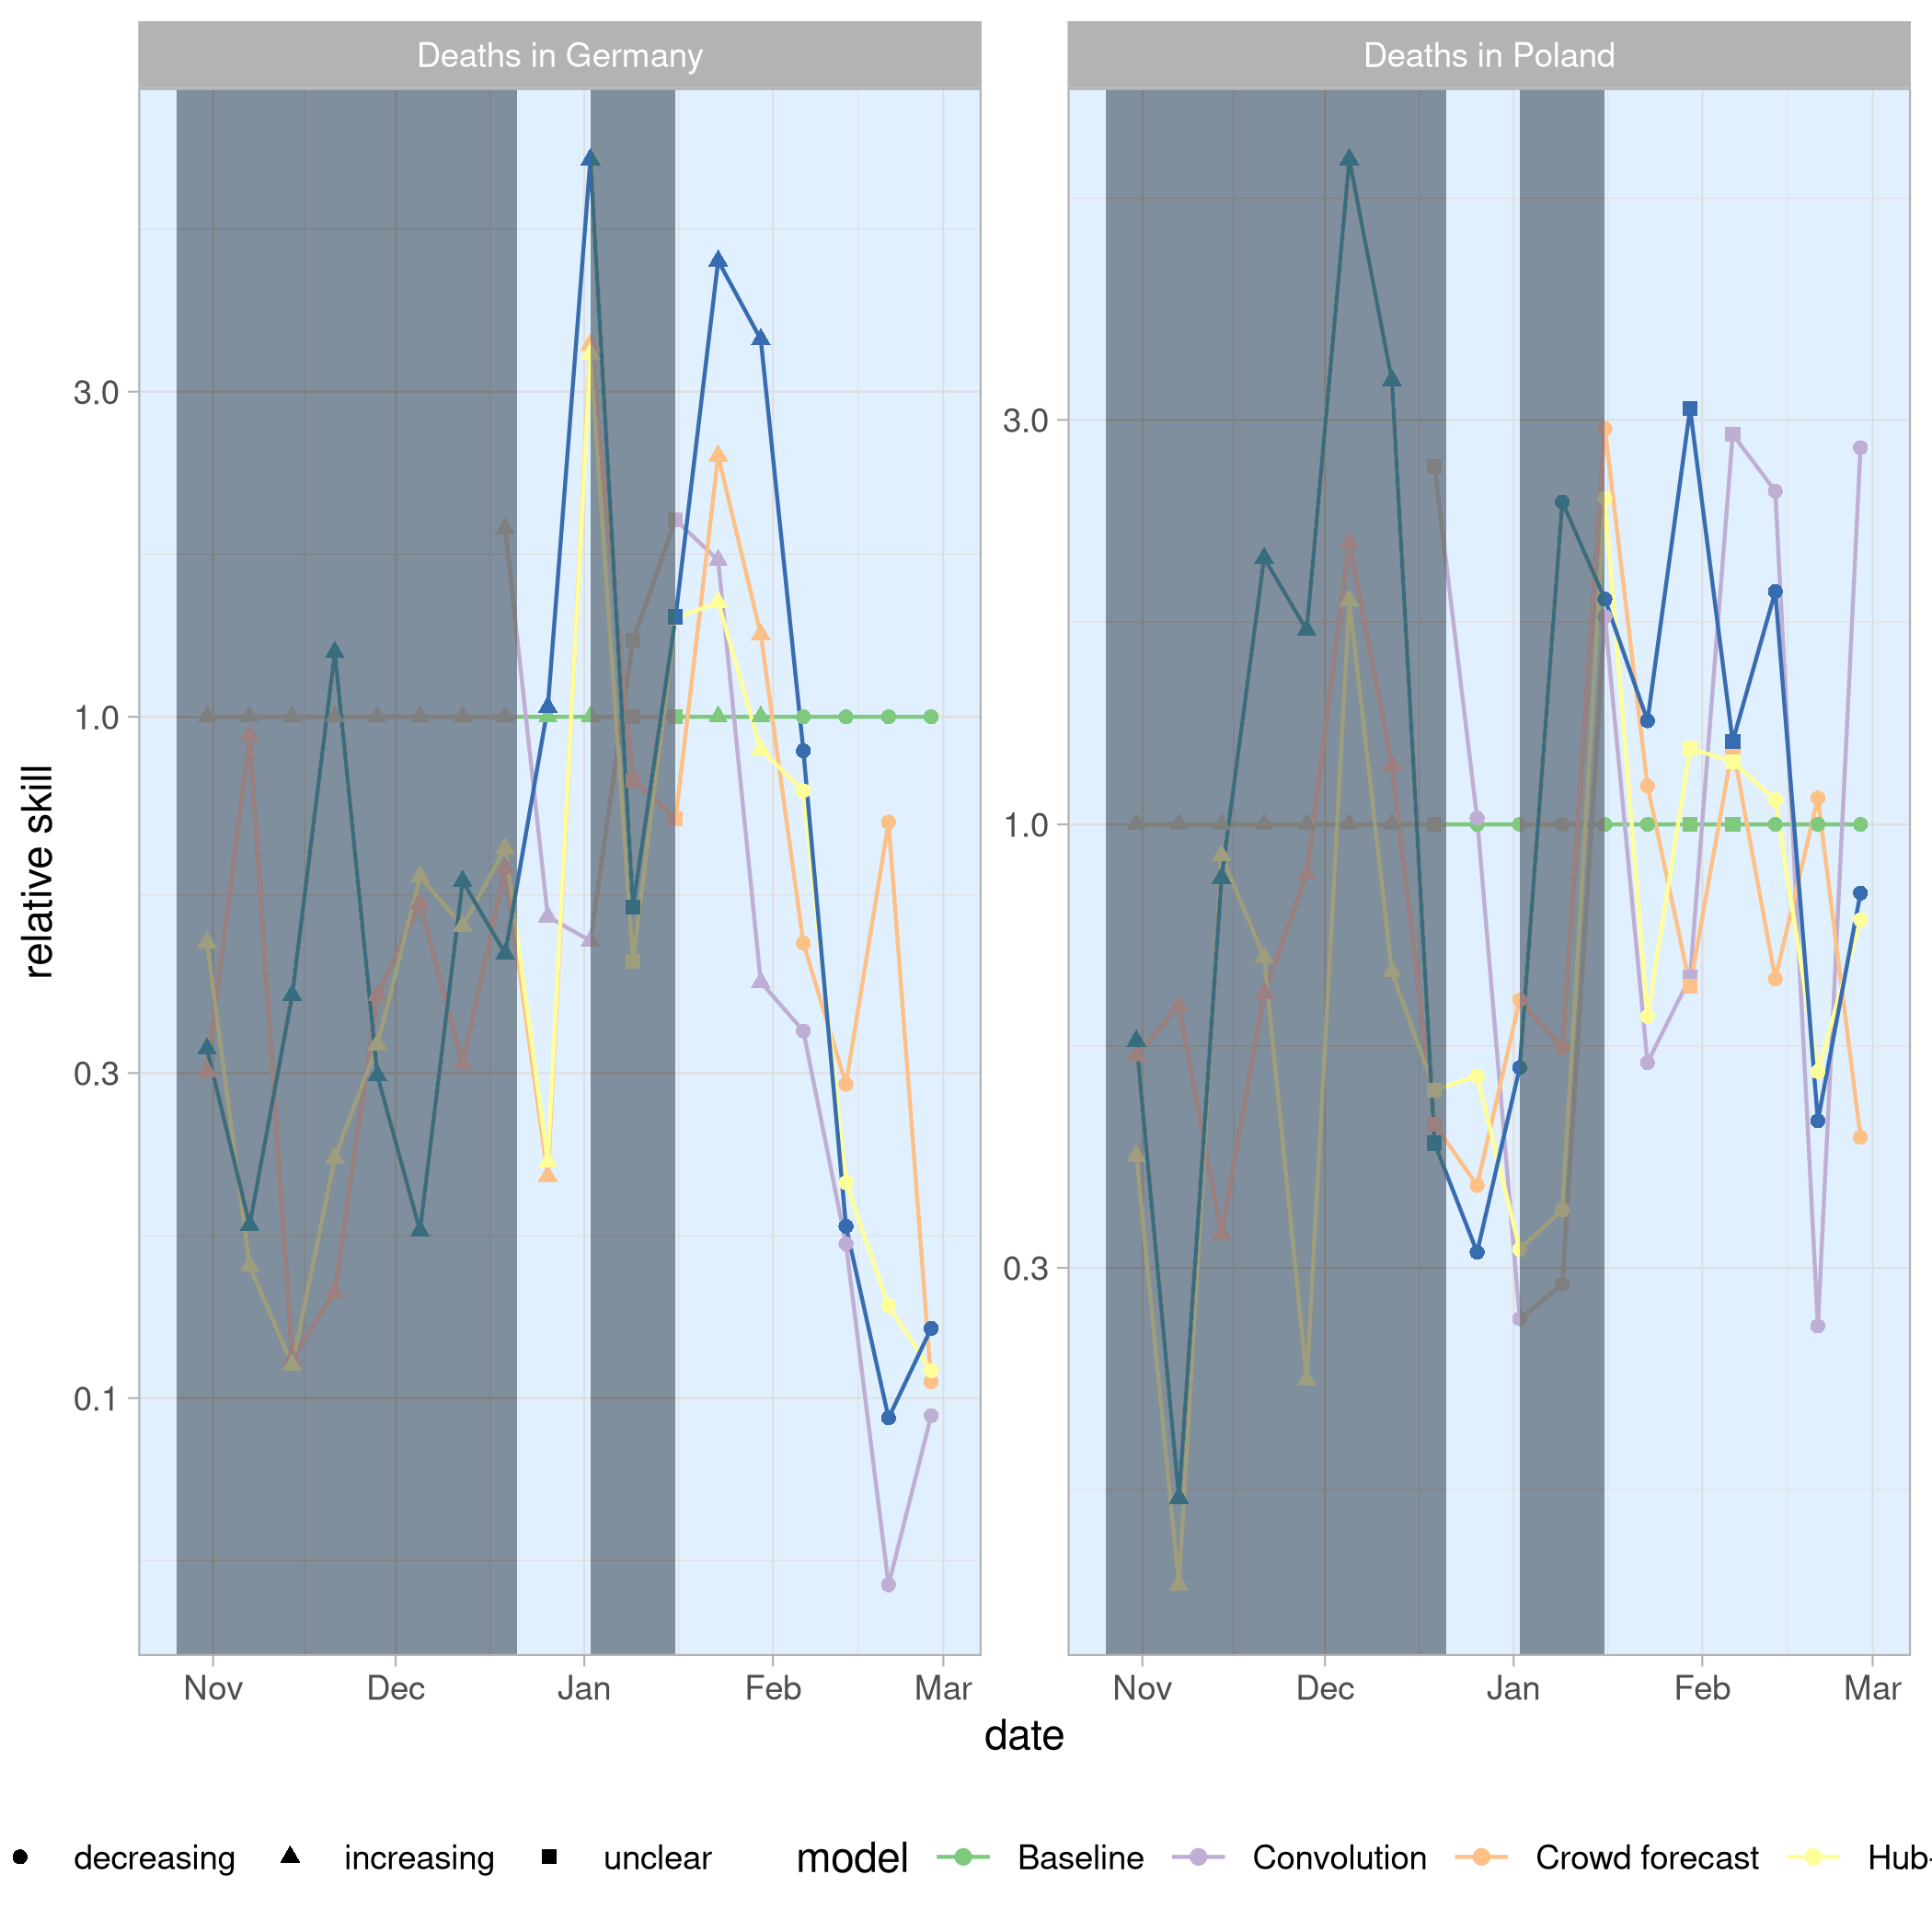 Deaths in Germany
Deaths in Poland
relative skill
3.0
1.0
0.3
0.1
3.0
1.0
0.3
Nov Dec Jan Feb Mar
Nov Dec Jan Feb Mar
date
decreasing increasing unclear model Baseline Convolution Crowd forecast Hub-